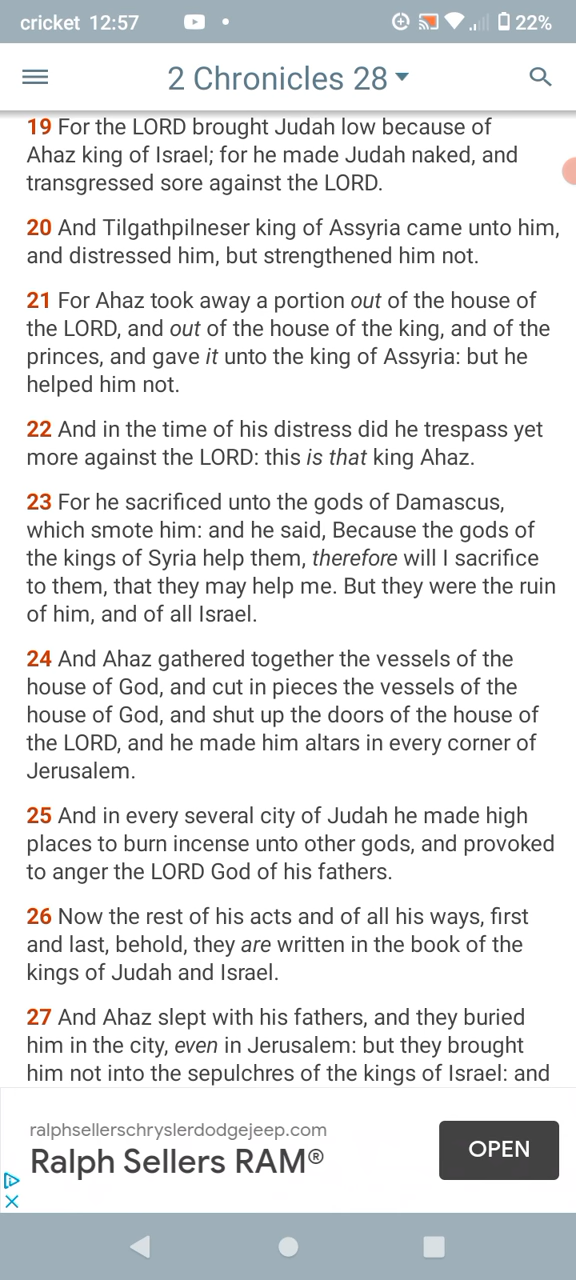 cricket 12:57
22%
2 Chronicles 28
19 For the LORD brought Judah low because of
Ahaz king of Israel; for he made Judah naked, and
transgressed sore against the LORD.
20 And Tilgathpilneser king of Assyria came unto him,
and distressed him, but strengthened him not.
21 For Ahaz took away a portion out of the house of
the LORD, and out of the house of the king, and of the
princes, and gave it unto the king of Assyria: but he
helped him not.
22 And in the time of his distress did he trespass yet
more against the LORD: this is that king Ahaz.
23 For he sacrificed unto the gods of Damascus,
which smote him: and he said, Because the gods of
the kings of Syria help them, therefore will I sacrifice
to them, that they may help me. But they were the ruin
of him, and of all Israel.
24 And Ahaz gathered together the vessels of the
house of God, and cut in pieces the vessels of the
house of God, and shut up the doors of the house of
the LORD, and he made him altars in every corner of
Jerusalem.
25 And in every several city of Judah he made high
places to burn incense unto other gods, and provoked
to anger the LORD God of his fathers.
26 Now the rest of his acts and of all his ways, first
and last, behold, they are written in the book of the
kings of Judah and Israel.
27 And Ahaz slept with his fathers, and they buried
him in the city, even in Jerusalem: but they brought
him not into the sepulchres of the kings of Israel: and
ralphsellerschryslerdodgejeep.com
Ralph Sellers RAM®
OPEN